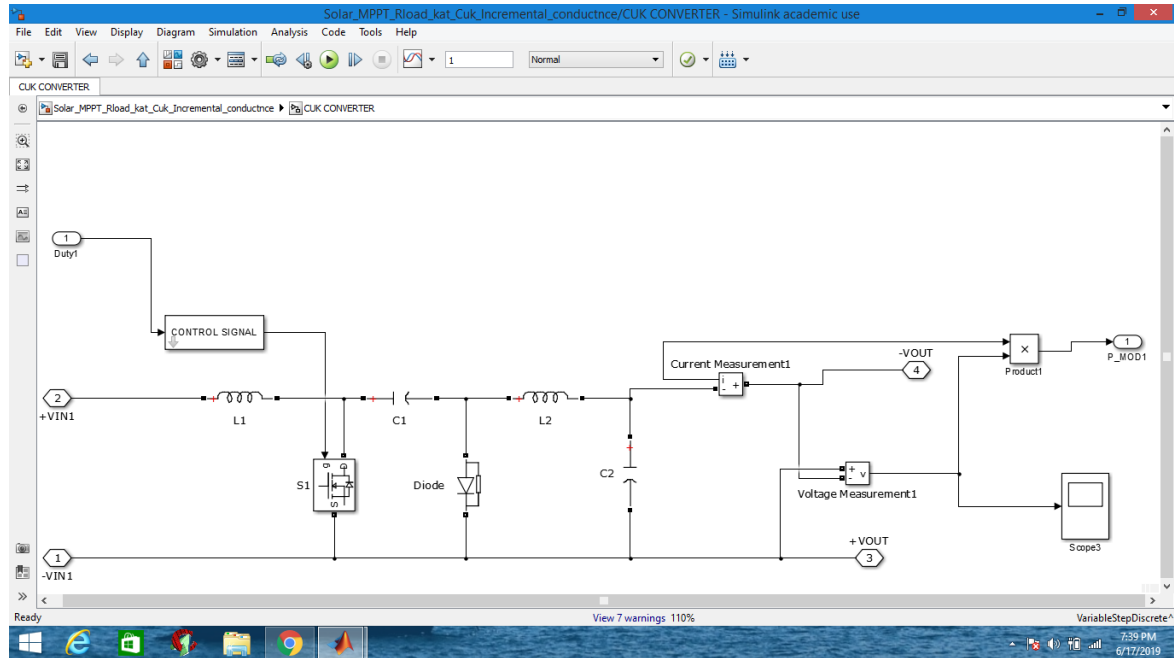 Solar_MPPT_Rload_kat_Cuk_Incremental_conductnce/CUK CONVERTER - Simulink academic use
File Edit View Display Diagram Simulation Analysis Code Tools Help
1 Normal
CUK CONVERTER
Solar_MPPT_Rload_kat_Cuk_Incremental_conductnce CUK CONVERTER
1
Duty1
CONTROL SIGNAL
2
+VIN1
L1
C1
L2
Current Measurement1
i
- +
-VOUT
4
×
Product1
1
P_MOD1
g D
S
S1
Diode
C2
+
- v
Voltage Measurement1
Scope3
1
-VIN1
+VOUT
3
Ready View 7 warnings 110% VariableStepDiscrete
7:39 PM
6/17/2019